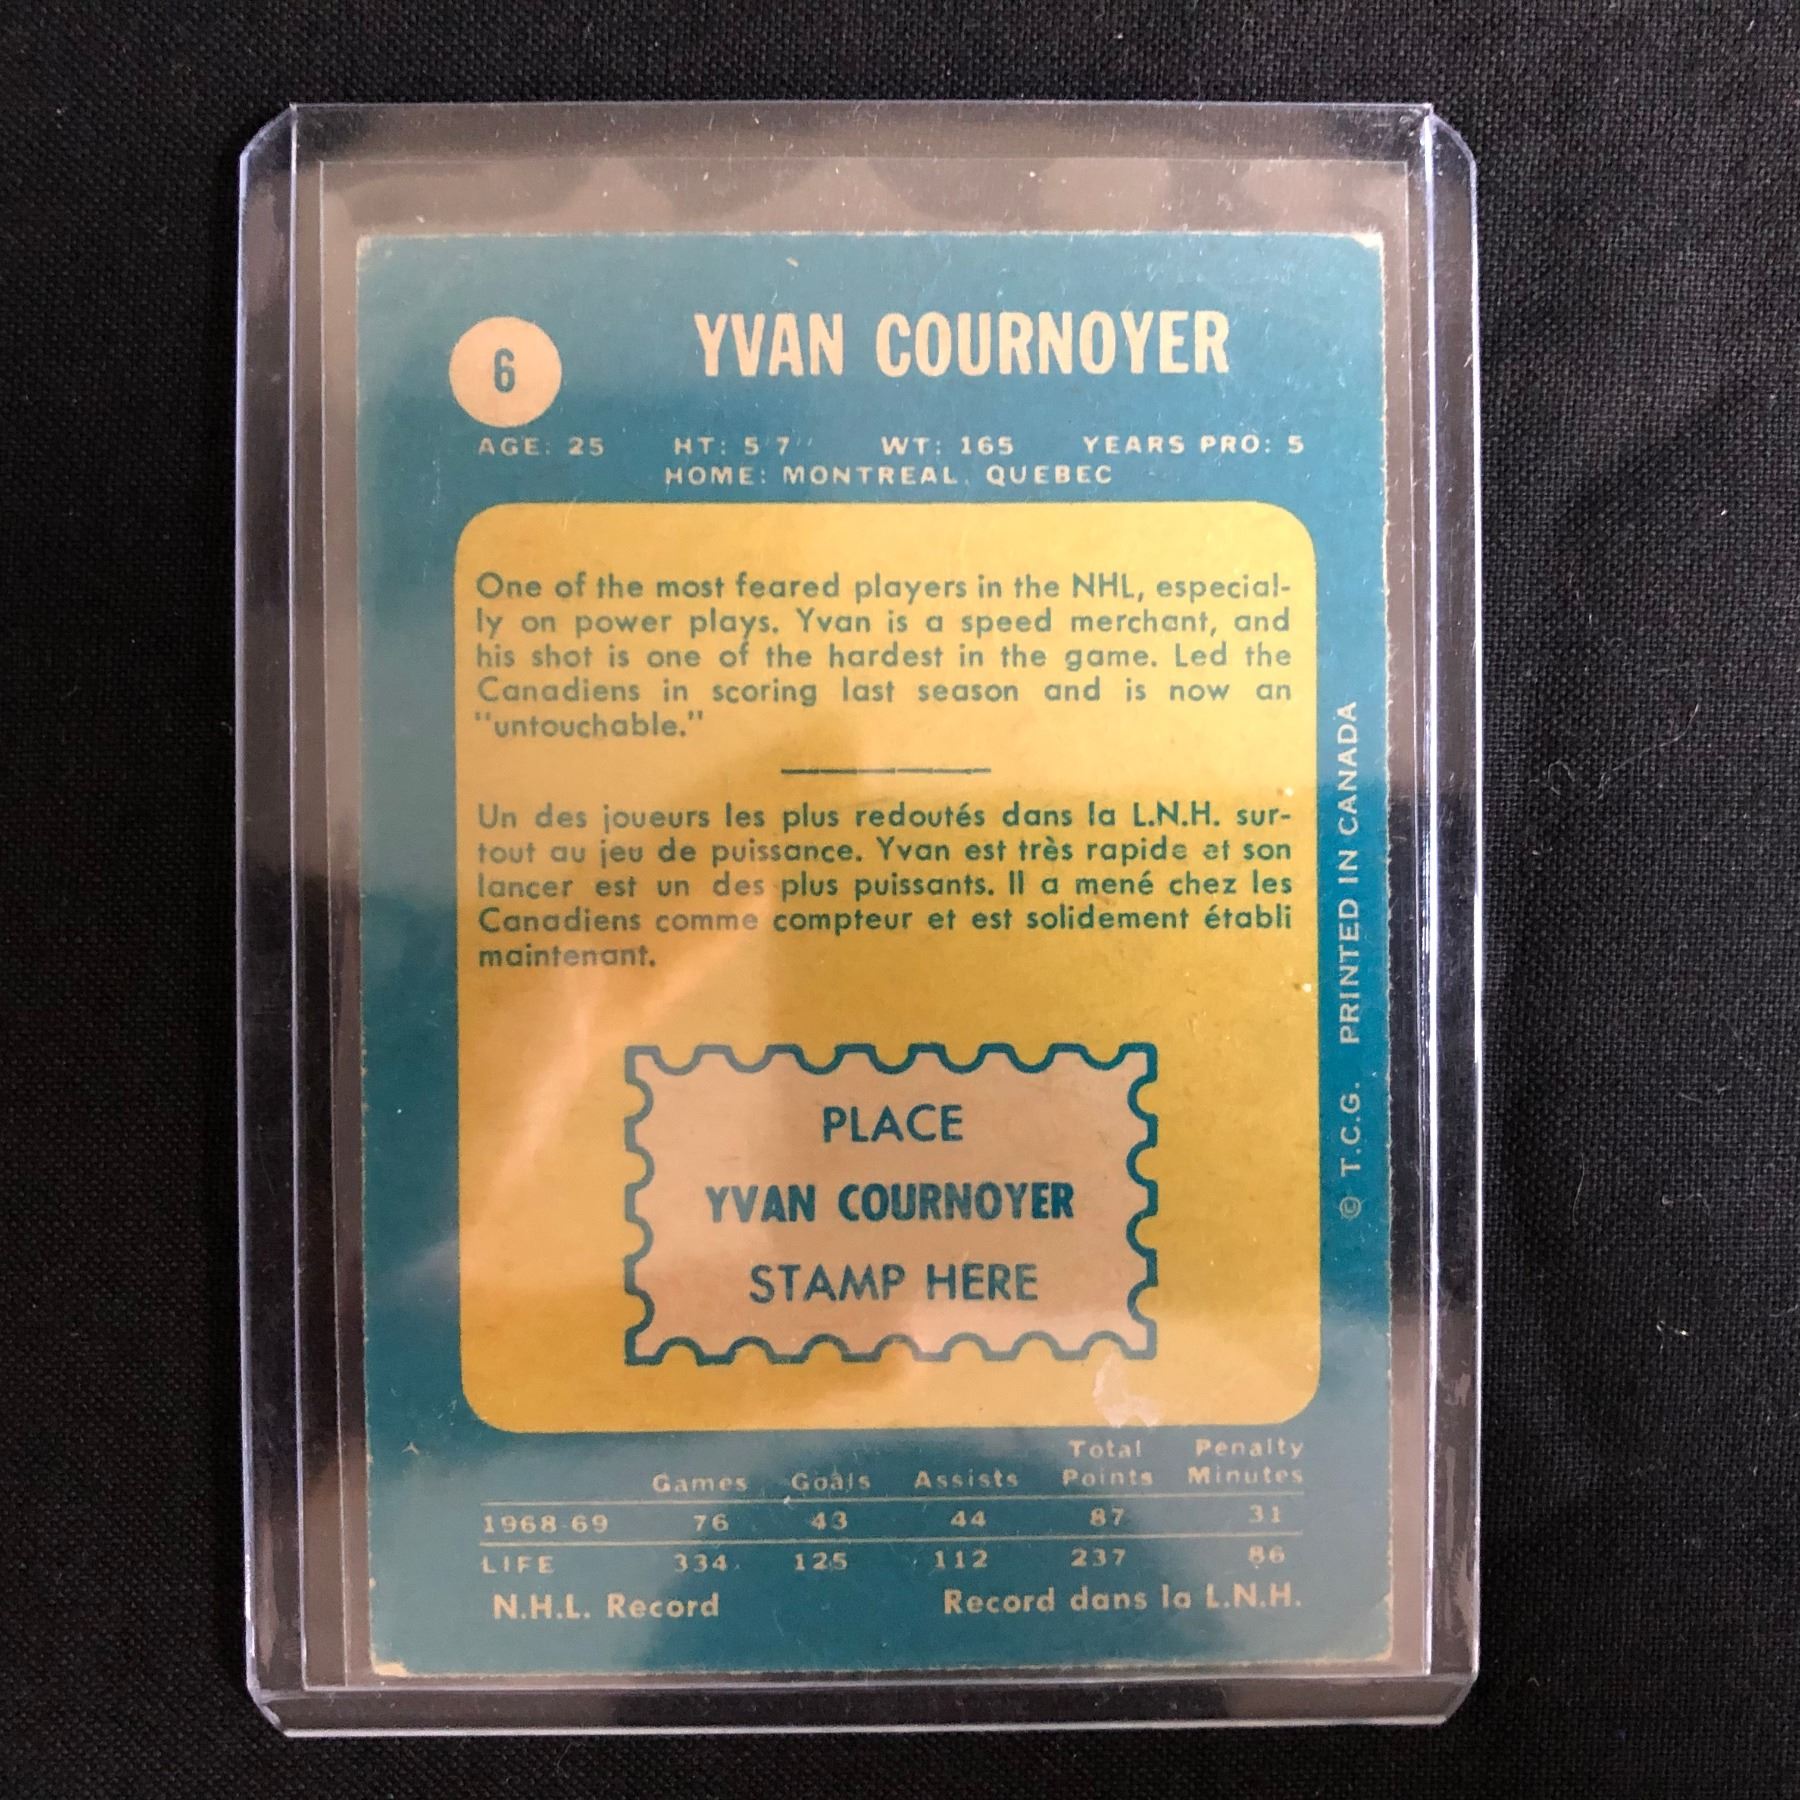 6
YVAN COURNOYER
AGE: 25 HT: 5'7'' WT: 165 YEARS PRO: 5
HOME: MONTREAL, QUEBEC
One of the most feared players in the NHL, especial-
ly on power plays. Yvan is a speed merchant, and
his shot is one of the hardest in the game. Led the
Canadiens in scoring last season and is now an
"untouchable."
Un des joueurs les plus redoutés dans la L.N.H. sur-
tout au jeu de puissance. Yvan est très rapide et son
lancer est un des plus puissants. Il a mené chez les
Canadiens comme compteur et est solidement établi
maintenant.
PLACE
YVAN COURNOYER
STAMP HERE
© T.C.G. PRINTED IN CANADA
Total Penalty
Games Goals Assists Points Minutes
1968-69 76 43 44 87 31
LIFE 334 125 112 237 86
N.H.L. Record Record dans la L.N.H.